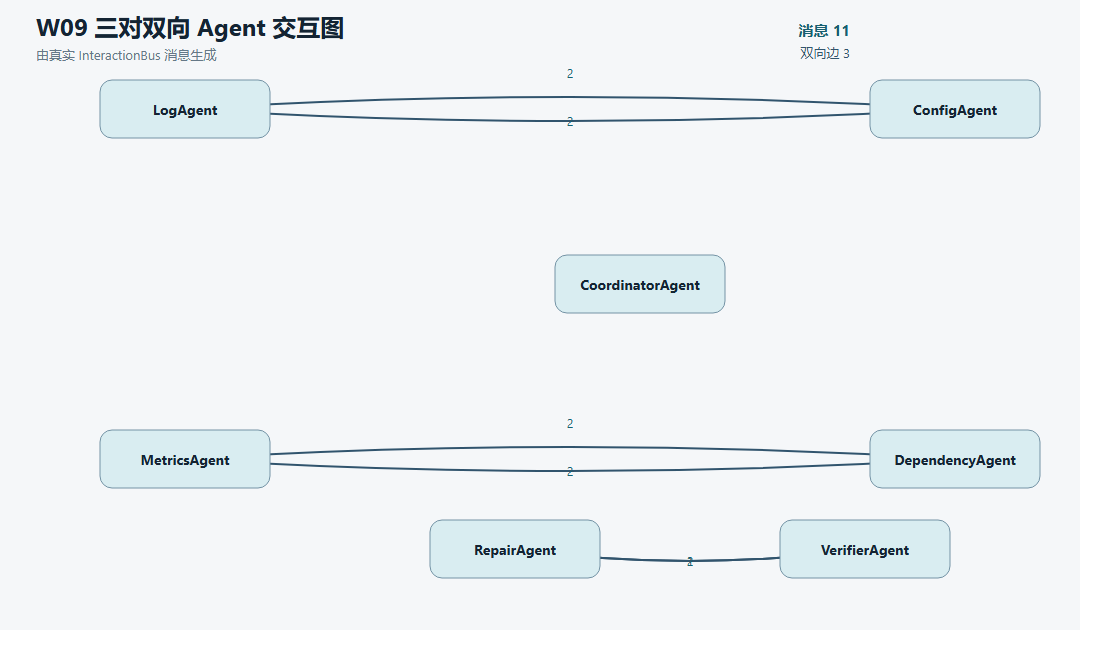 W09 三对双向 Agent 交互图
消息 11
由真实 InteractionBus 消息生成
双向边 3
2
LogAgent
ConfigAgent
2
CoordinatorAgent
2
MetricsAgent
DependencyAgent
2
RepairAgent
VerifierAgent